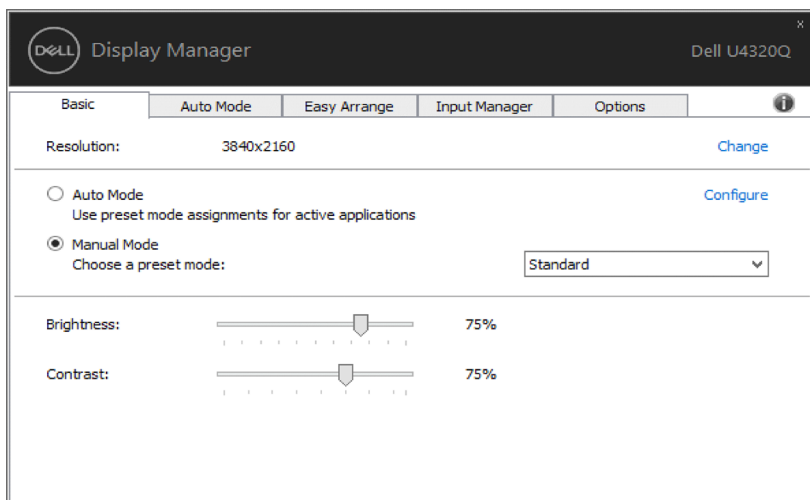 x
DELL Display Manager
Dell U4320Q
Basic Auto Mode Easy Arrange Input Manager Options i
Resolution: 3840x2160 Change
Auto Mode Configure
Use preset mode assignments for active applications
Manual Mode
Choose a preset mode: Standard
Brightness: 75%
Contrast: 75%